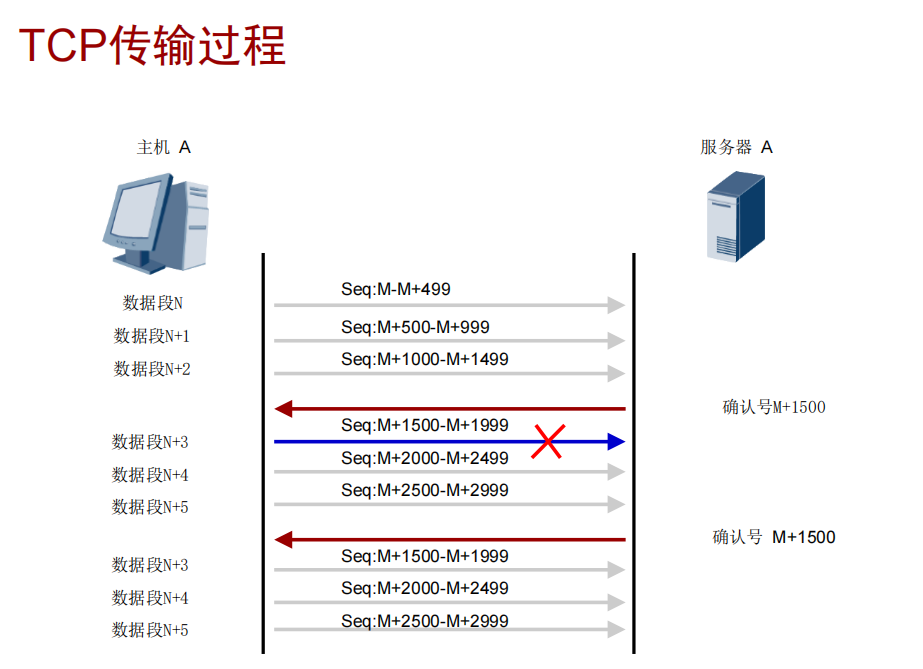 TCP传输过程
主机 A
服务器 A
Seq:M-M+499
数据段N
Seq:M+500-M+999
数据段N+1
Seq:M+1000-M+1499
数据段N+2
确认号M+1500
Seq:M+1500-M+1999
数据段N+3
Seq:M+2000-M+2499
数据段N+4
Seq:M+2500-M+2999
数据段N+5
确认号 M+1500
Seq:M+1500-M+1999
数据段N+3
Seq:M+2000-M+2499
数据段N+4
Seq:M+2500-M+2999
数据段N+5